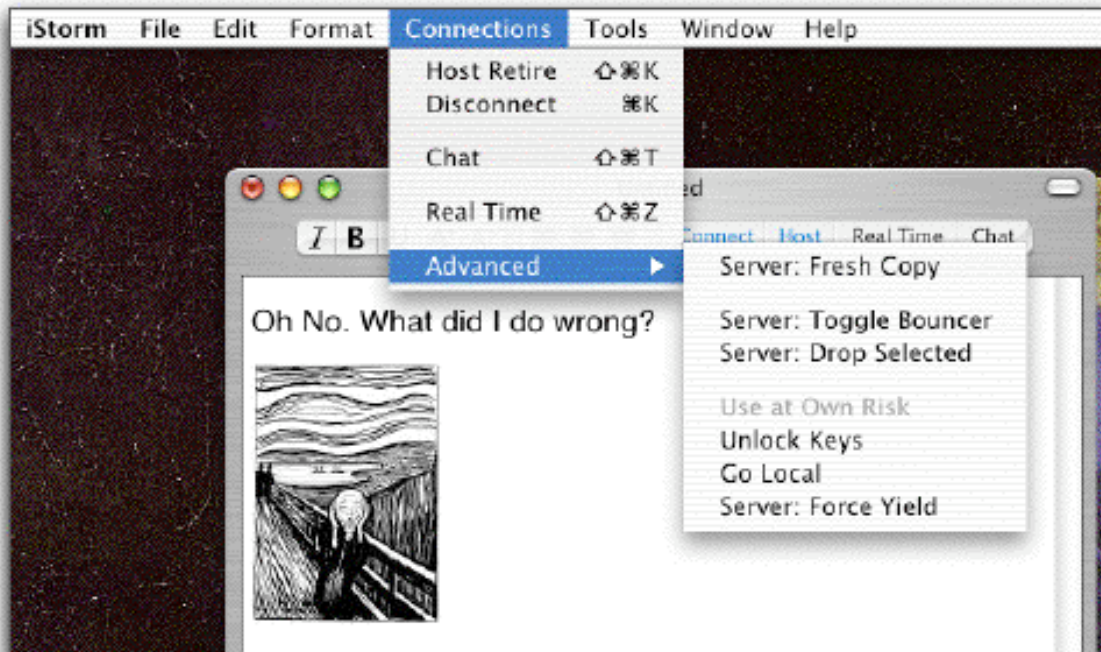 iStorm File Edit Format Connections Tools Window Help
Host Retire ⇧⌘K
Disconnect ⌘K
Chat ⇧⌘T
Real Time ⇧⌘Z
Advanced ▶
ed
I B
Connect Host Real Time Chat
Server: Fresh Copy
Server: Toggle Bouncer
Server: Drop Selected
Use at Own Risk
Unlock Keys
Go Local
Server: Force Yield
Oh No. What did I do wrong?